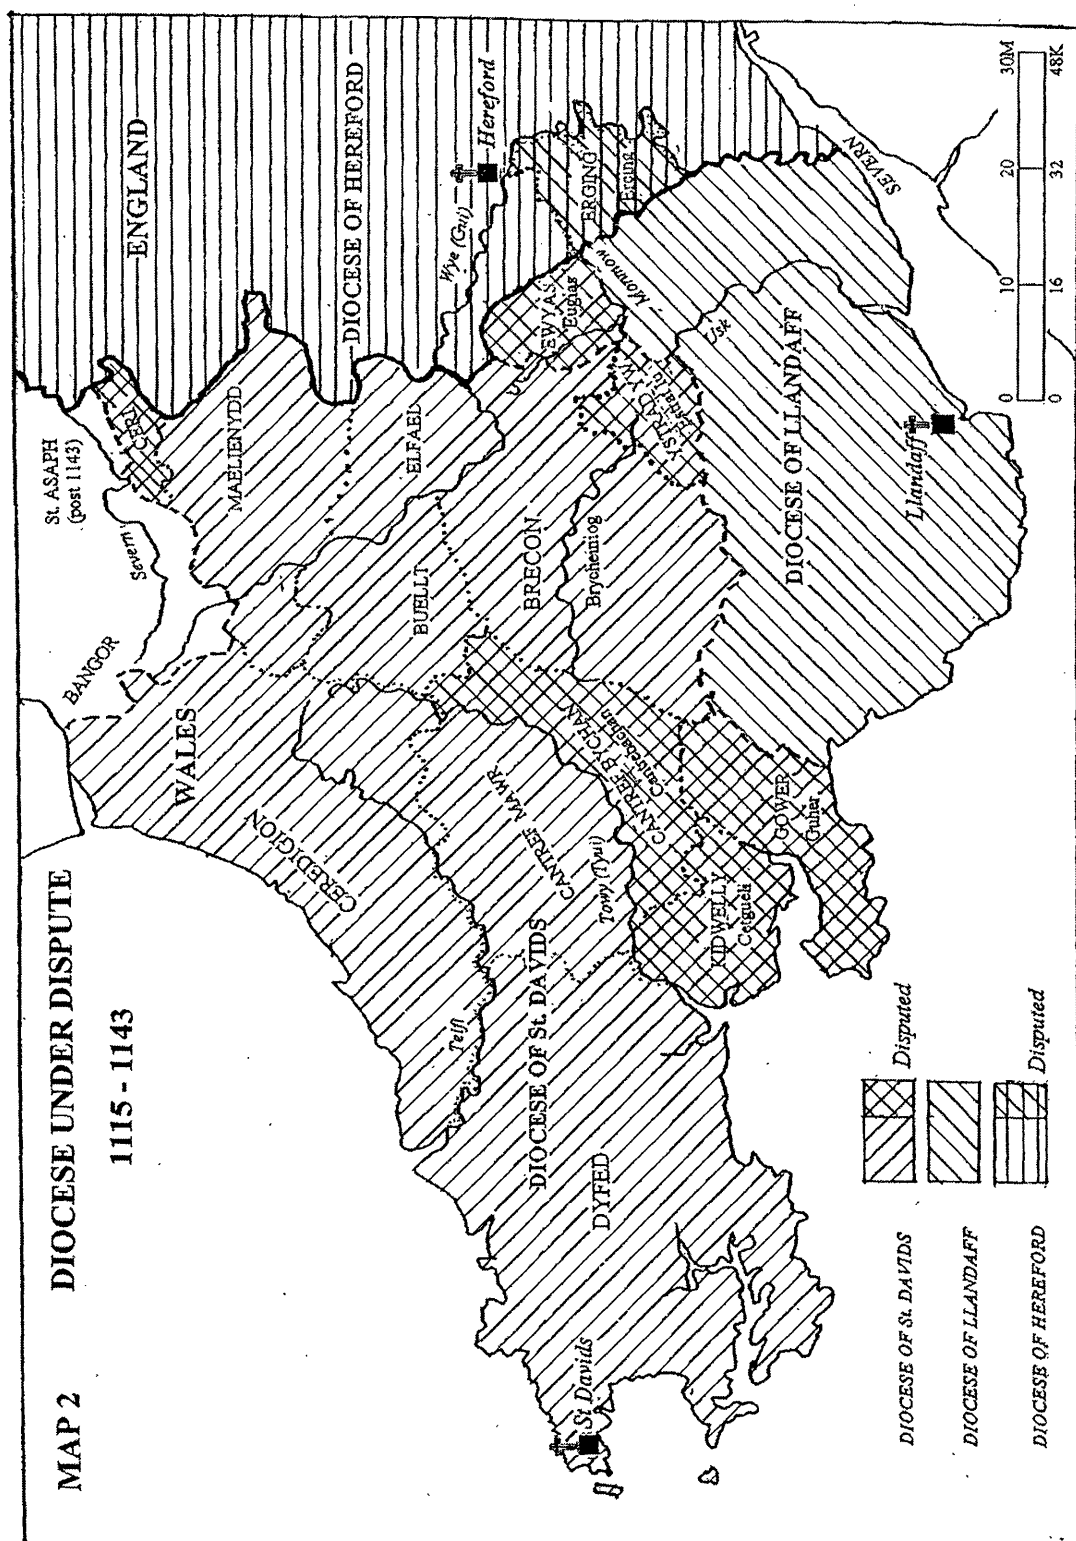 MAP 2 DIOCESE UNDER DISPUTE
1115 - 1143
St. ASAPH
(post 1143)
BANGOR
Severn
ENGLAND
WALES
CERI
MAELIENYDD
DIOCESE OF HEREFORD
ELFAEL
Hereford
Wye (Gui)
CEREDIGION
BUELLT
EWYAS
Euguias
ERGING
Erging
Monnow
BRECON
Brycheiniog
YSTRAD YW
Usk
CANTREF MAWR
CANTREF BYCHAN
Cantrebachan
Teifi
Towy (Tyui)
DIOCESE OF St. DAVIDS
DYFED
St Davids
KIDWELLY
Cetgueli
GOWER
Guher
DIOCESE OF LLANDAFF
Llandaff
SEVERN
0 10 20 30M
0 16 32 48K
DIOCESE OF St. DAVIDS Disputed
DIOCESE OF LLANDAFF
DIOCESE OF HEREFORD Disputed